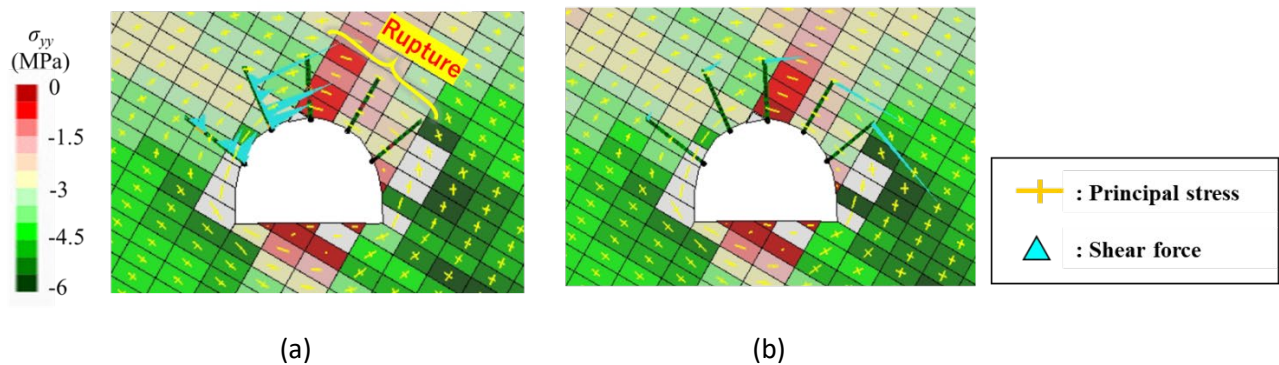 σyy
(MPa)
0
-1.5
-3
-4.5
-6
Rupture
: Principal stress
: Shear force
(a)
(b)